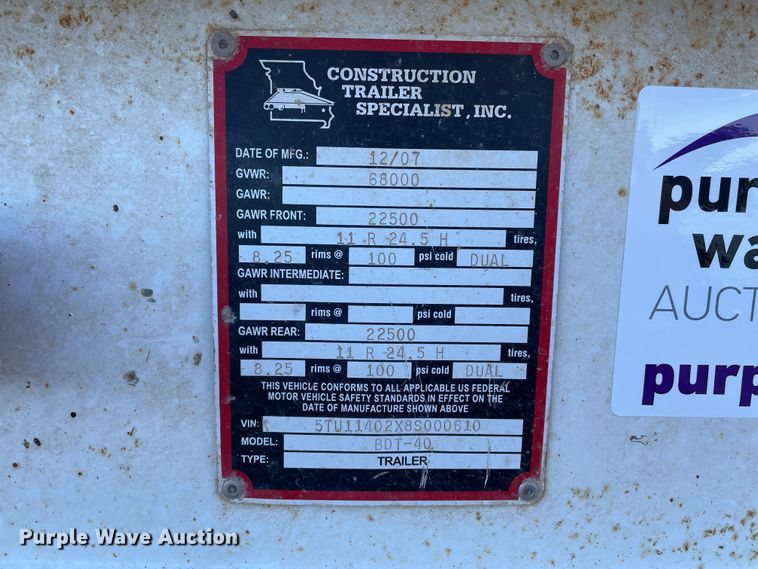 CONSTRUCTION
TRAILER
SPECIALIST, INC.
DATE OF MFG.: 12/07
GVWR: 68000
GAWR:
GAWR FRONT: 22500
with 11 R 24.5 H tires,
8.25 rims @ 100 psi cold DUAL
GAWR INTERMEDIATE:
with tires,
rims @ psi cold
GAWR REAR: 22500
with 11 R 24.5 H tires,
8.25 rims @ 100 psi cold DUAL
THIS VEHICLE CONFORMS TO ALL APPLICABLE US FEDERAL
MOTOR VEHICLE SAFETY STANDARDS IN EFFECT ON THE
DATE OF MANUFACTURE SHOWN ABOVE
VIN: 5TU11402X8S000610
MODEL: BDT-40
TYPE: TRAILER
pur
wa
AUCT
purp
Purple Wave Auction